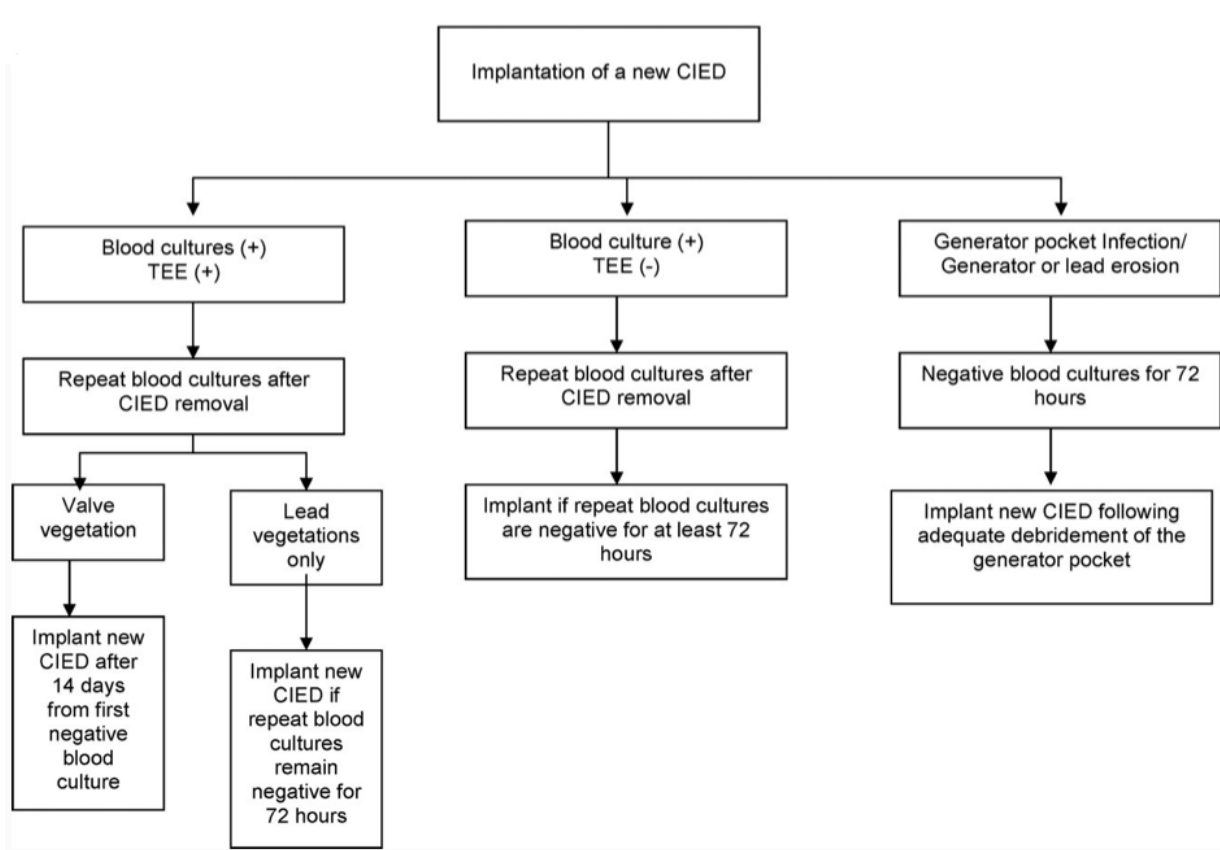 Implantation of a new CIED
Blood cultures (+)
TEE (+)
Blood culture (+)
TEE (-)
Generator pocket Infection/
Generator or lead erosion
Repeat blood cultures after
CIED removal
Repeat blood cultures after
CIED removal
Negative blood cultures for 72
hours
Valve
vegetation
Lead
vegetations
only
Implant if repeat blood cultures
are negative for at least 72
hours
Implant new CIED following
adequate debridement of the
generator pocket
Implant new
CIED after
14 days
from first
negative
blood
culture
Implant new
CIED if
repeat blood
cultures
remain
negative for
72 hours